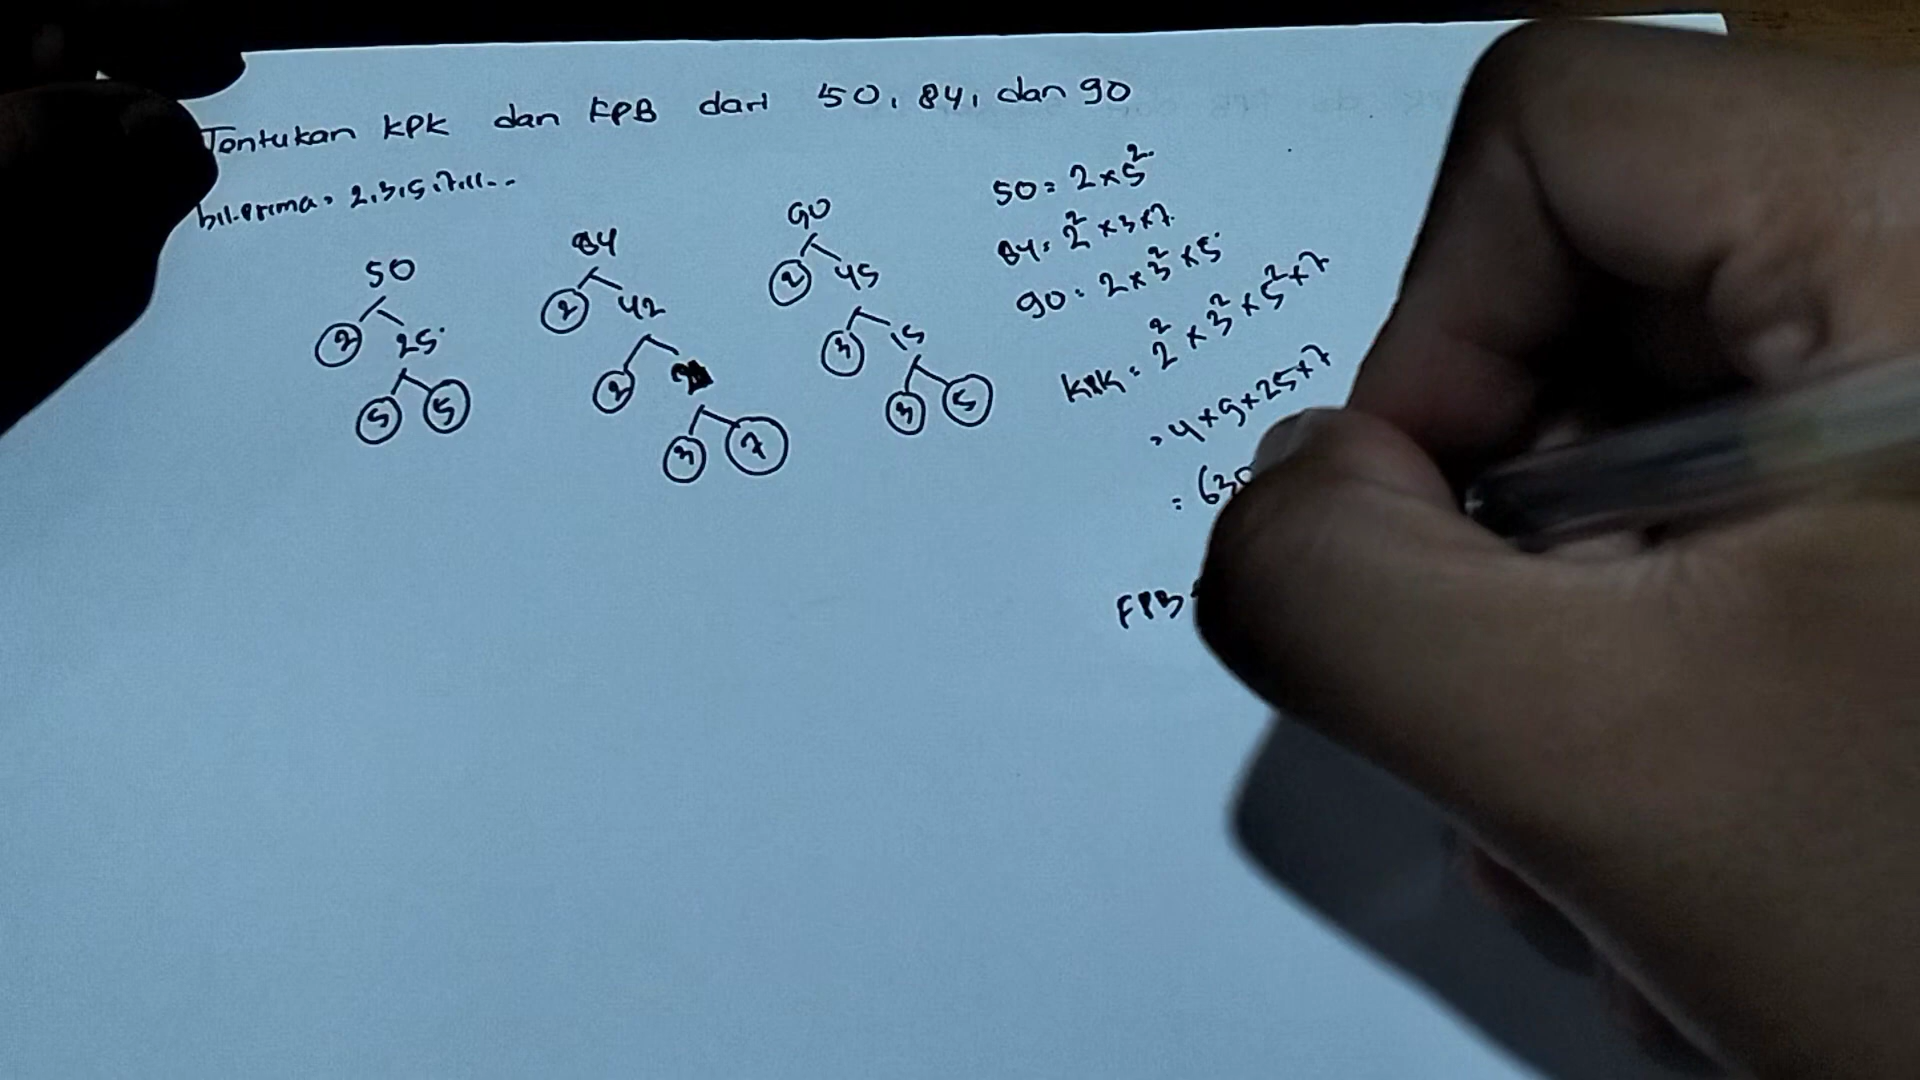 Tentukan KPK dan FPB dari 50, 84, dan 90
bil.prima = 2,3,5,7,11...
50
2 25
5 5
84
2 42
2
3 7
90
2 45
3 15
3 5
50 = 2 × 5²
84 = 2² × 3 × 7
90 = 2 × 3² × 5
KPK = 2² × 3² × 5² × 7
= 4 × 9 × 25 × 7
= 630
FPB =